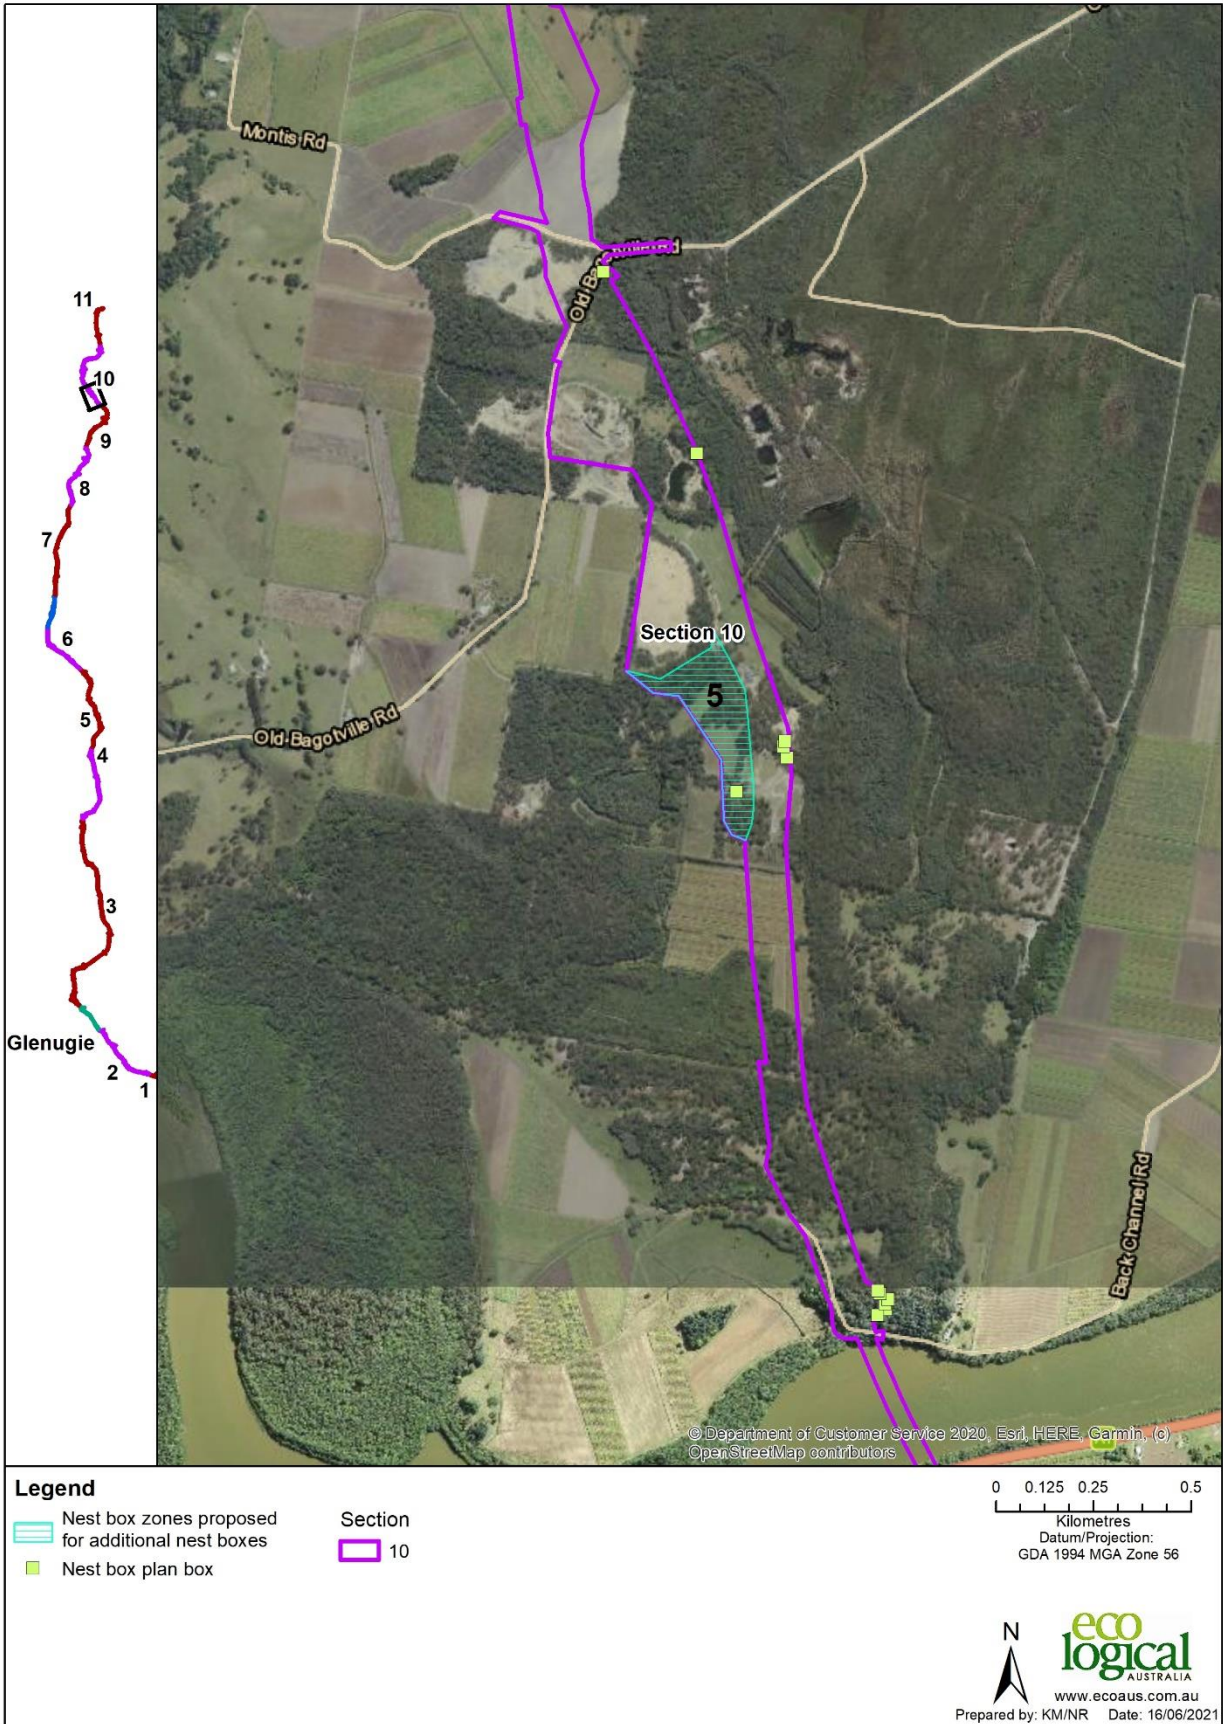 Montis Rd
Old Bagotville Rd
11
10
9
8
7
6
5
4
3
Glenugie
2
1
Section 10
5
Old Bagotville Rd
Back Channel Rd
© Department of Customer Service 2020, Esri, HERE, Garmin, (c)
OpenStreetMap contributors
Legend
Nest box zones proposed
for additional nest boxes
Nest box plan box
Section
10
0 0.125 0.25 0.5
Kilometres
Datum/Projection:
GDA 1994 MGA Zone 56
N
eco
logical
AUSTRALIA
www.ecoaus.com.au
Prepared by: KM/NR Date: 16/06/2021